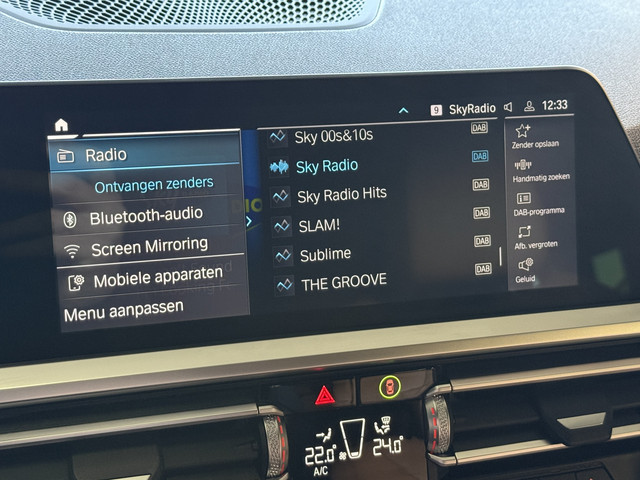 9 SkyRadio 12:33
Radio
Ontvangen zenders
Bluetooth-audio
Screen Mirroring
Mobiele apparaten
Menu aanpassen
Sky 00s&10s DAB
Sky Radio DAB
Sky Radio Hits DAB
SLAM! DAB
Sublime DAB
THE GROOVE DAB
Zender opslaan
Handmatig zoeken
DAB-programma
Afb. vergroten
Geluid
22.0° 24.0°
A/C